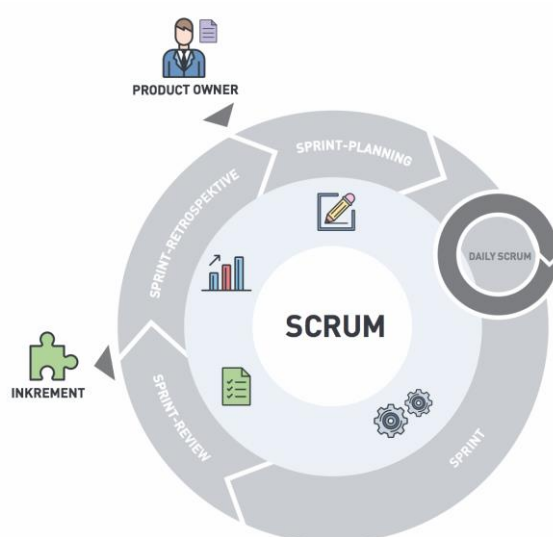 PRODUCT OWNER
SPRINT-PLANNING
SPRINT-RETROSPEKTIVE
DAILY SCRUM
SCRUM
INKREMENT
SPRINT-REVIEW
SPRINT